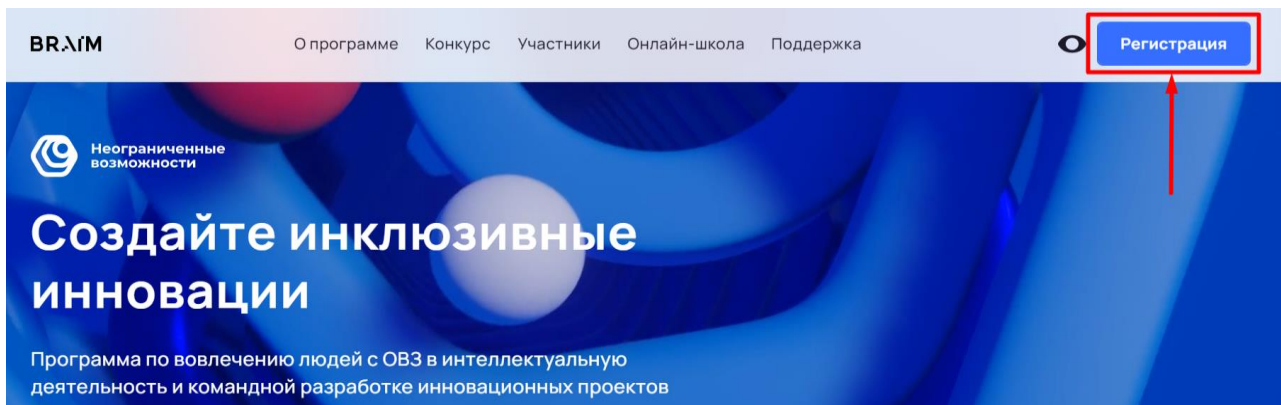 BRAIM
О программе Конкурс Участники Онлайн-школа Поддержка
Регистрация
Неограниченные
возможности
Создайте инклюзивные
инновации
Программа по вовлечению людей с ОВЗ в интеллектуальную
деятельность и командной разработке инновационных проектов